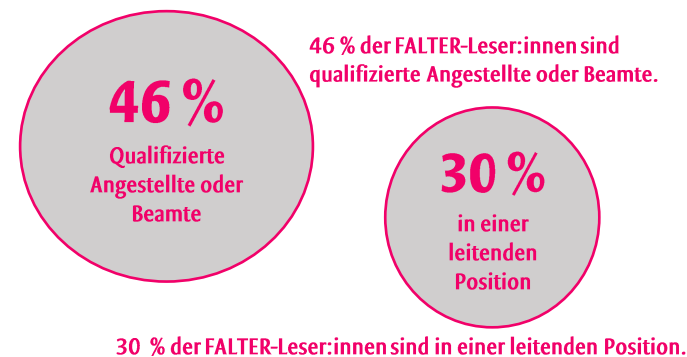 46 % der FALTER-Leser:innen sind
qualifizierte Angestellte oder Beamte.
46 %
Qualifizierte
Angestellte oder
Beamte
30 %
in einer
leitenden
Position
30 % der FALTER-Leser:innen sind in einer leitenden Position.